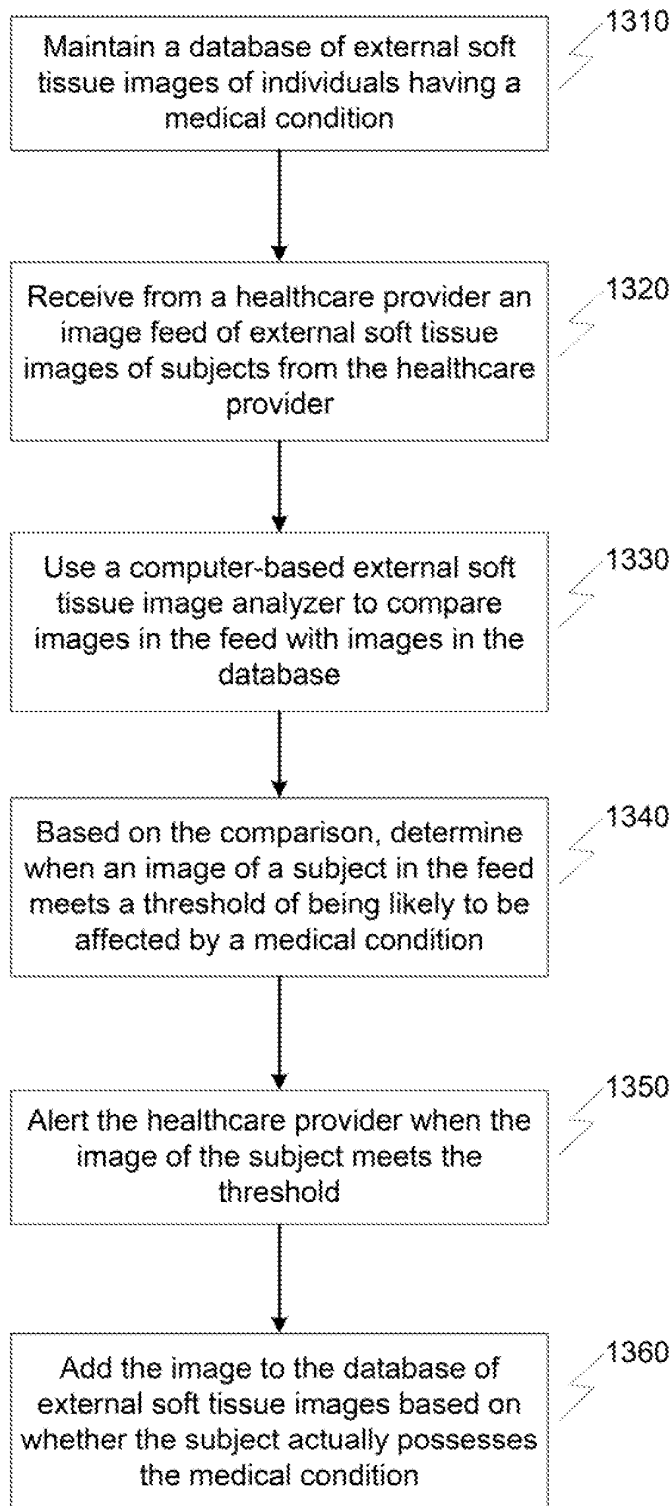 1310
Maintain a database of external soft
tissue images of individuals having a
medical condition
1320
Receive from a healthcare provider an
image feed of external soft tissue
images of subjects from the healthcare
provider
1330
Use a computer-based external soft
tissue image analyzer to compare
images in the feed with images in the
database
1340
Based on the comparison, determine
when an image of a subject in the feed
meets a threshold of being likely to be
affected by a medical condition
1350
Alert the healthcare provider when the
image of the subject meets the
threshold
1360
Add the image to the database of
external soft tissue images based on
whether the subject actually possesses
the medical condition